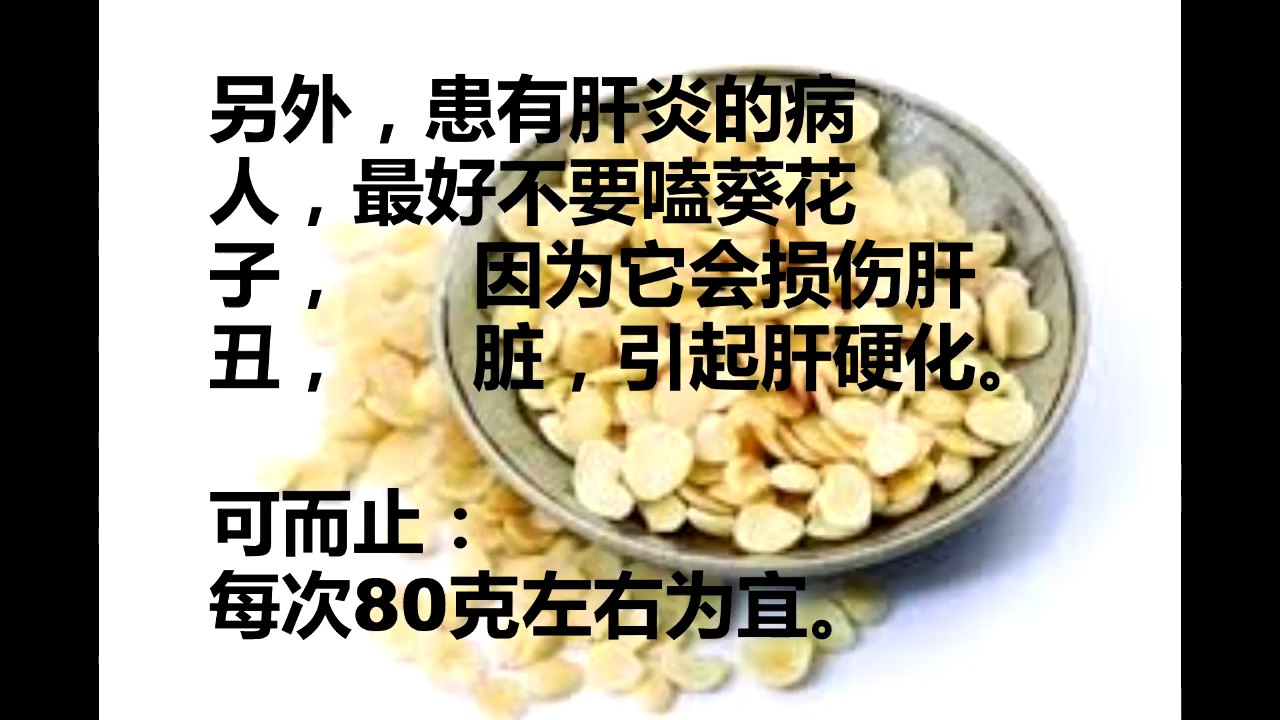 另外，患有肝炎的病
人，最好不要嗑葵花
子， 因为它会损伤肝
丑， 脏，引起肝硬化。
可而止：
每次80克左右为宜。